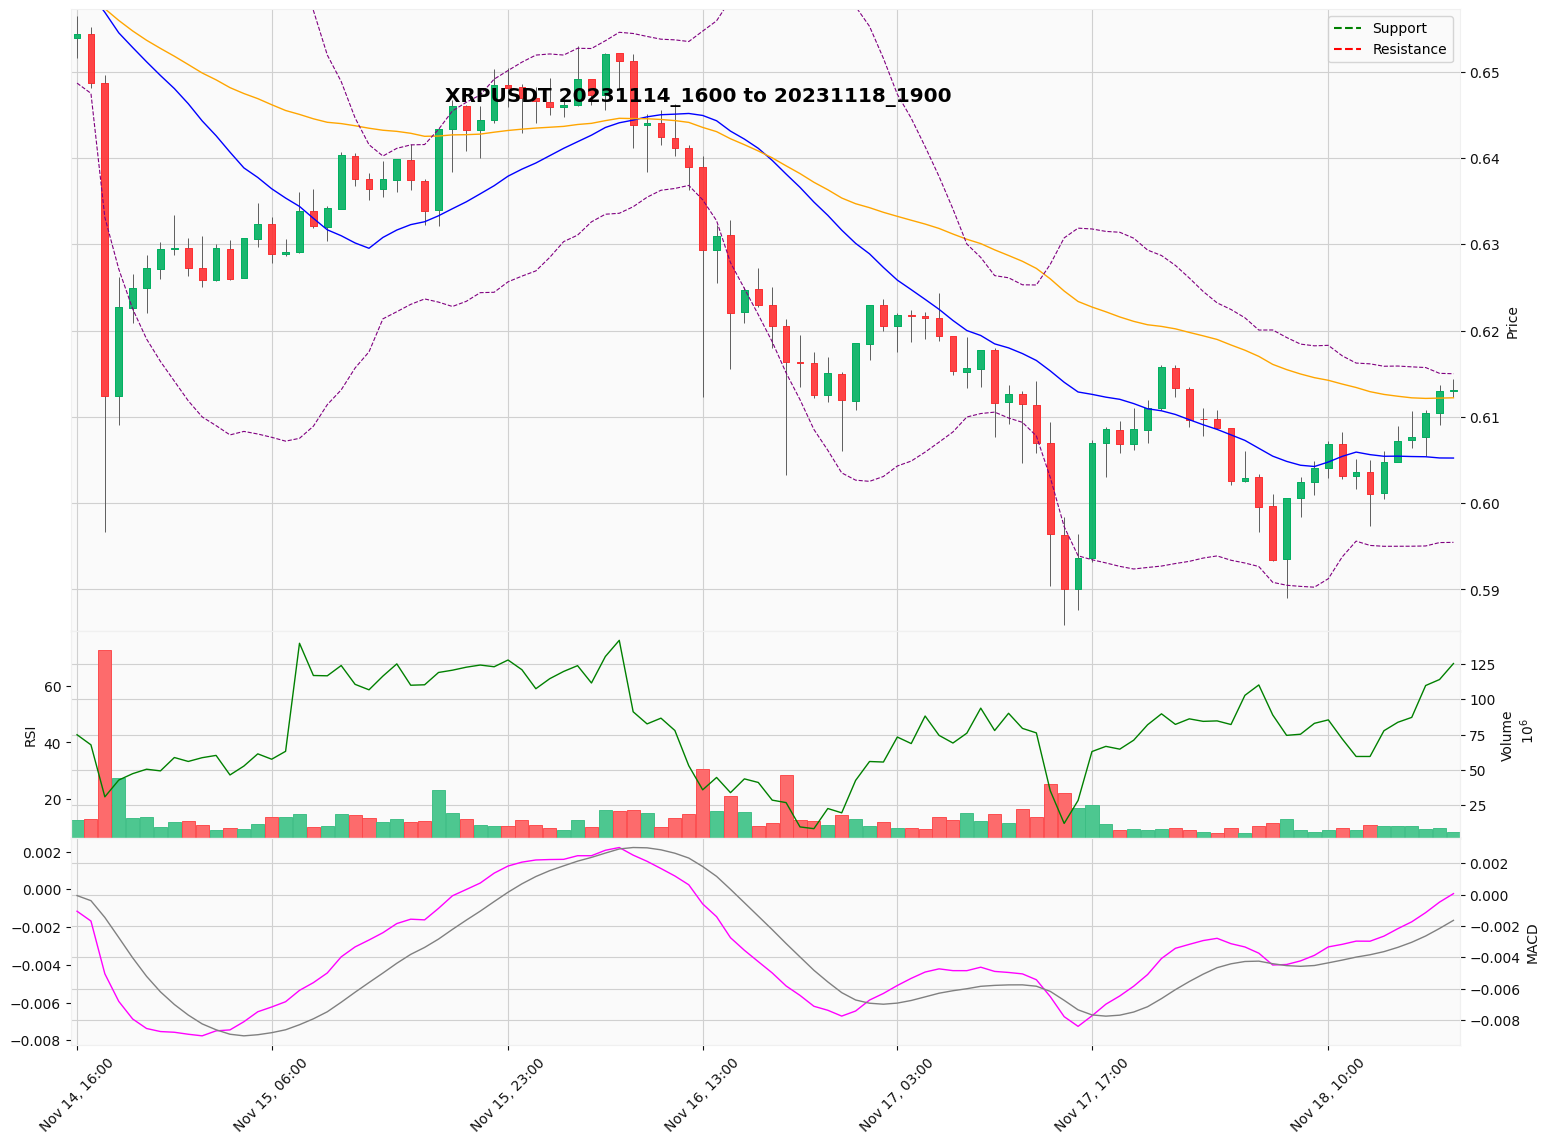 XRPUSDT 20231114_1600 to 20231118_1900
Support
Resistance
0.65
0.64
0.63
0.62
0.61
0.60
0.59
Price
60
40
20
RSI
125
100
75
50
25
Volume
10^6
0.002
0.000
−0.002
−0.004
−0.006
−0.008
0.002
0.000
−0.002
−0.004
−0.006
−0.008
MACD
Nov 14, 16:00
Nov 15, 06:00
Nov 15, 23:00
Nov 16, 13:00
Nov 17, 03:00
Nov 17, 17:00
Nov 18, 10:00